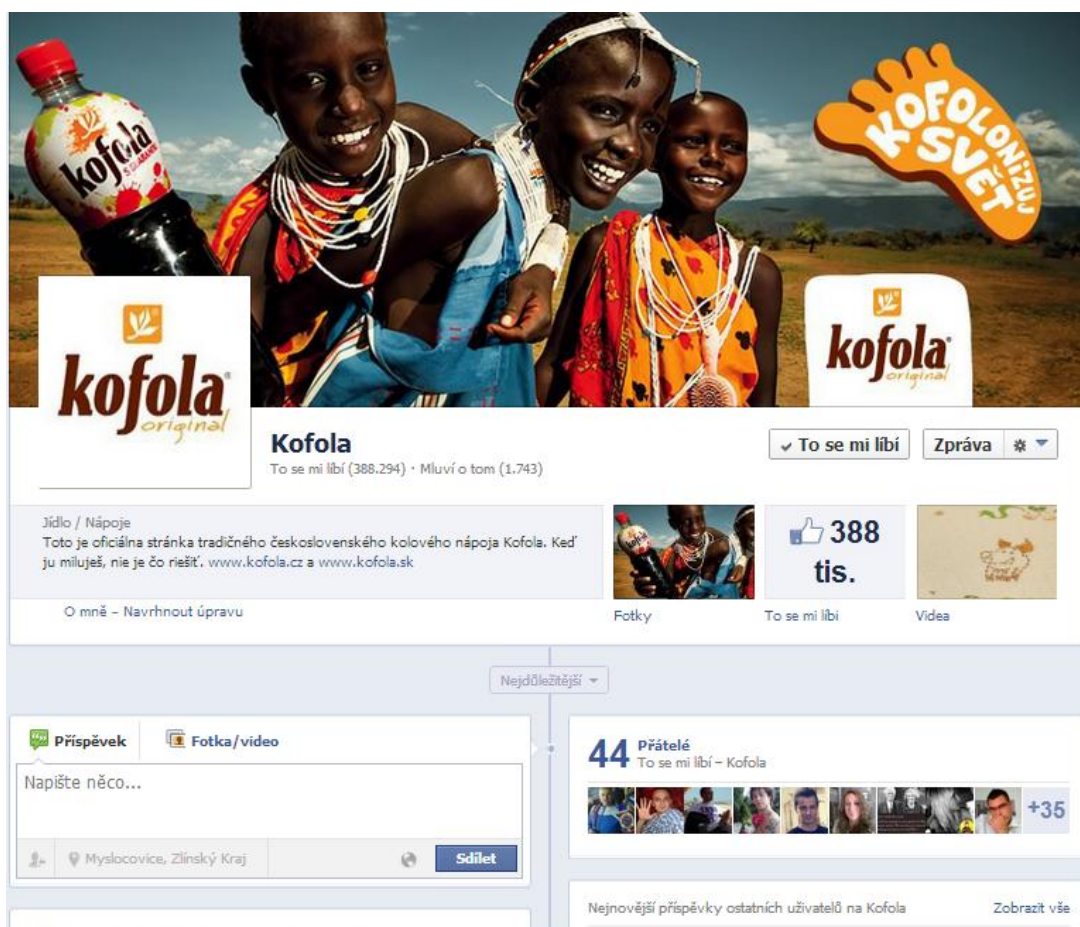 kofola
KOFOLONIZUJ
SVĚT
kofola
original
kofola
original
Kofola
To se mi líbí (388.294) · Mluví o tom (1.743)
To se mi líbí
Zpráva
Jídlo / Nápoje
Toto je oficiálna stránka tradičného československého kolového nápoja Kofola. Keď
ju miluješ, nie je čo riešiť. www.kofola.cz a www.kofola.sk
388
tis.
O mně – Navrhnout úpravu
Fotky
To se mi líbí
Videa
Nejdůležitější
Příspěvek
Fotka/video
Napište něco...
Myslocovice, Zlínský Kraj
Sdílet
44
Přátelé
To se mi líbí – Kofola
+35
Nejnovější příspěvky ostatních uživatelů na Kofola
Zobrazit vše